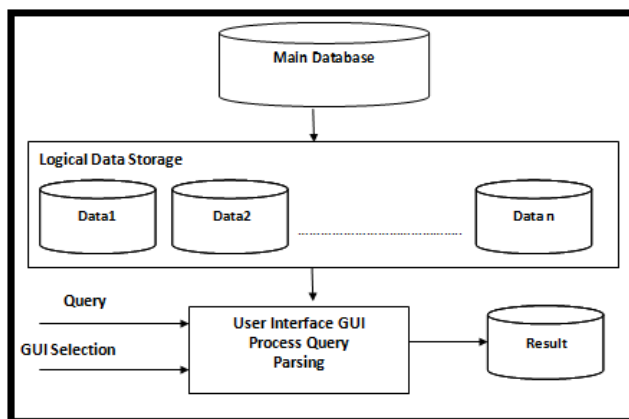 Main Database
Logical Data Storage
Data1
Data2
Data n
Query
GUI Selection
User Interface GUI
Process Query
Parsing
Result